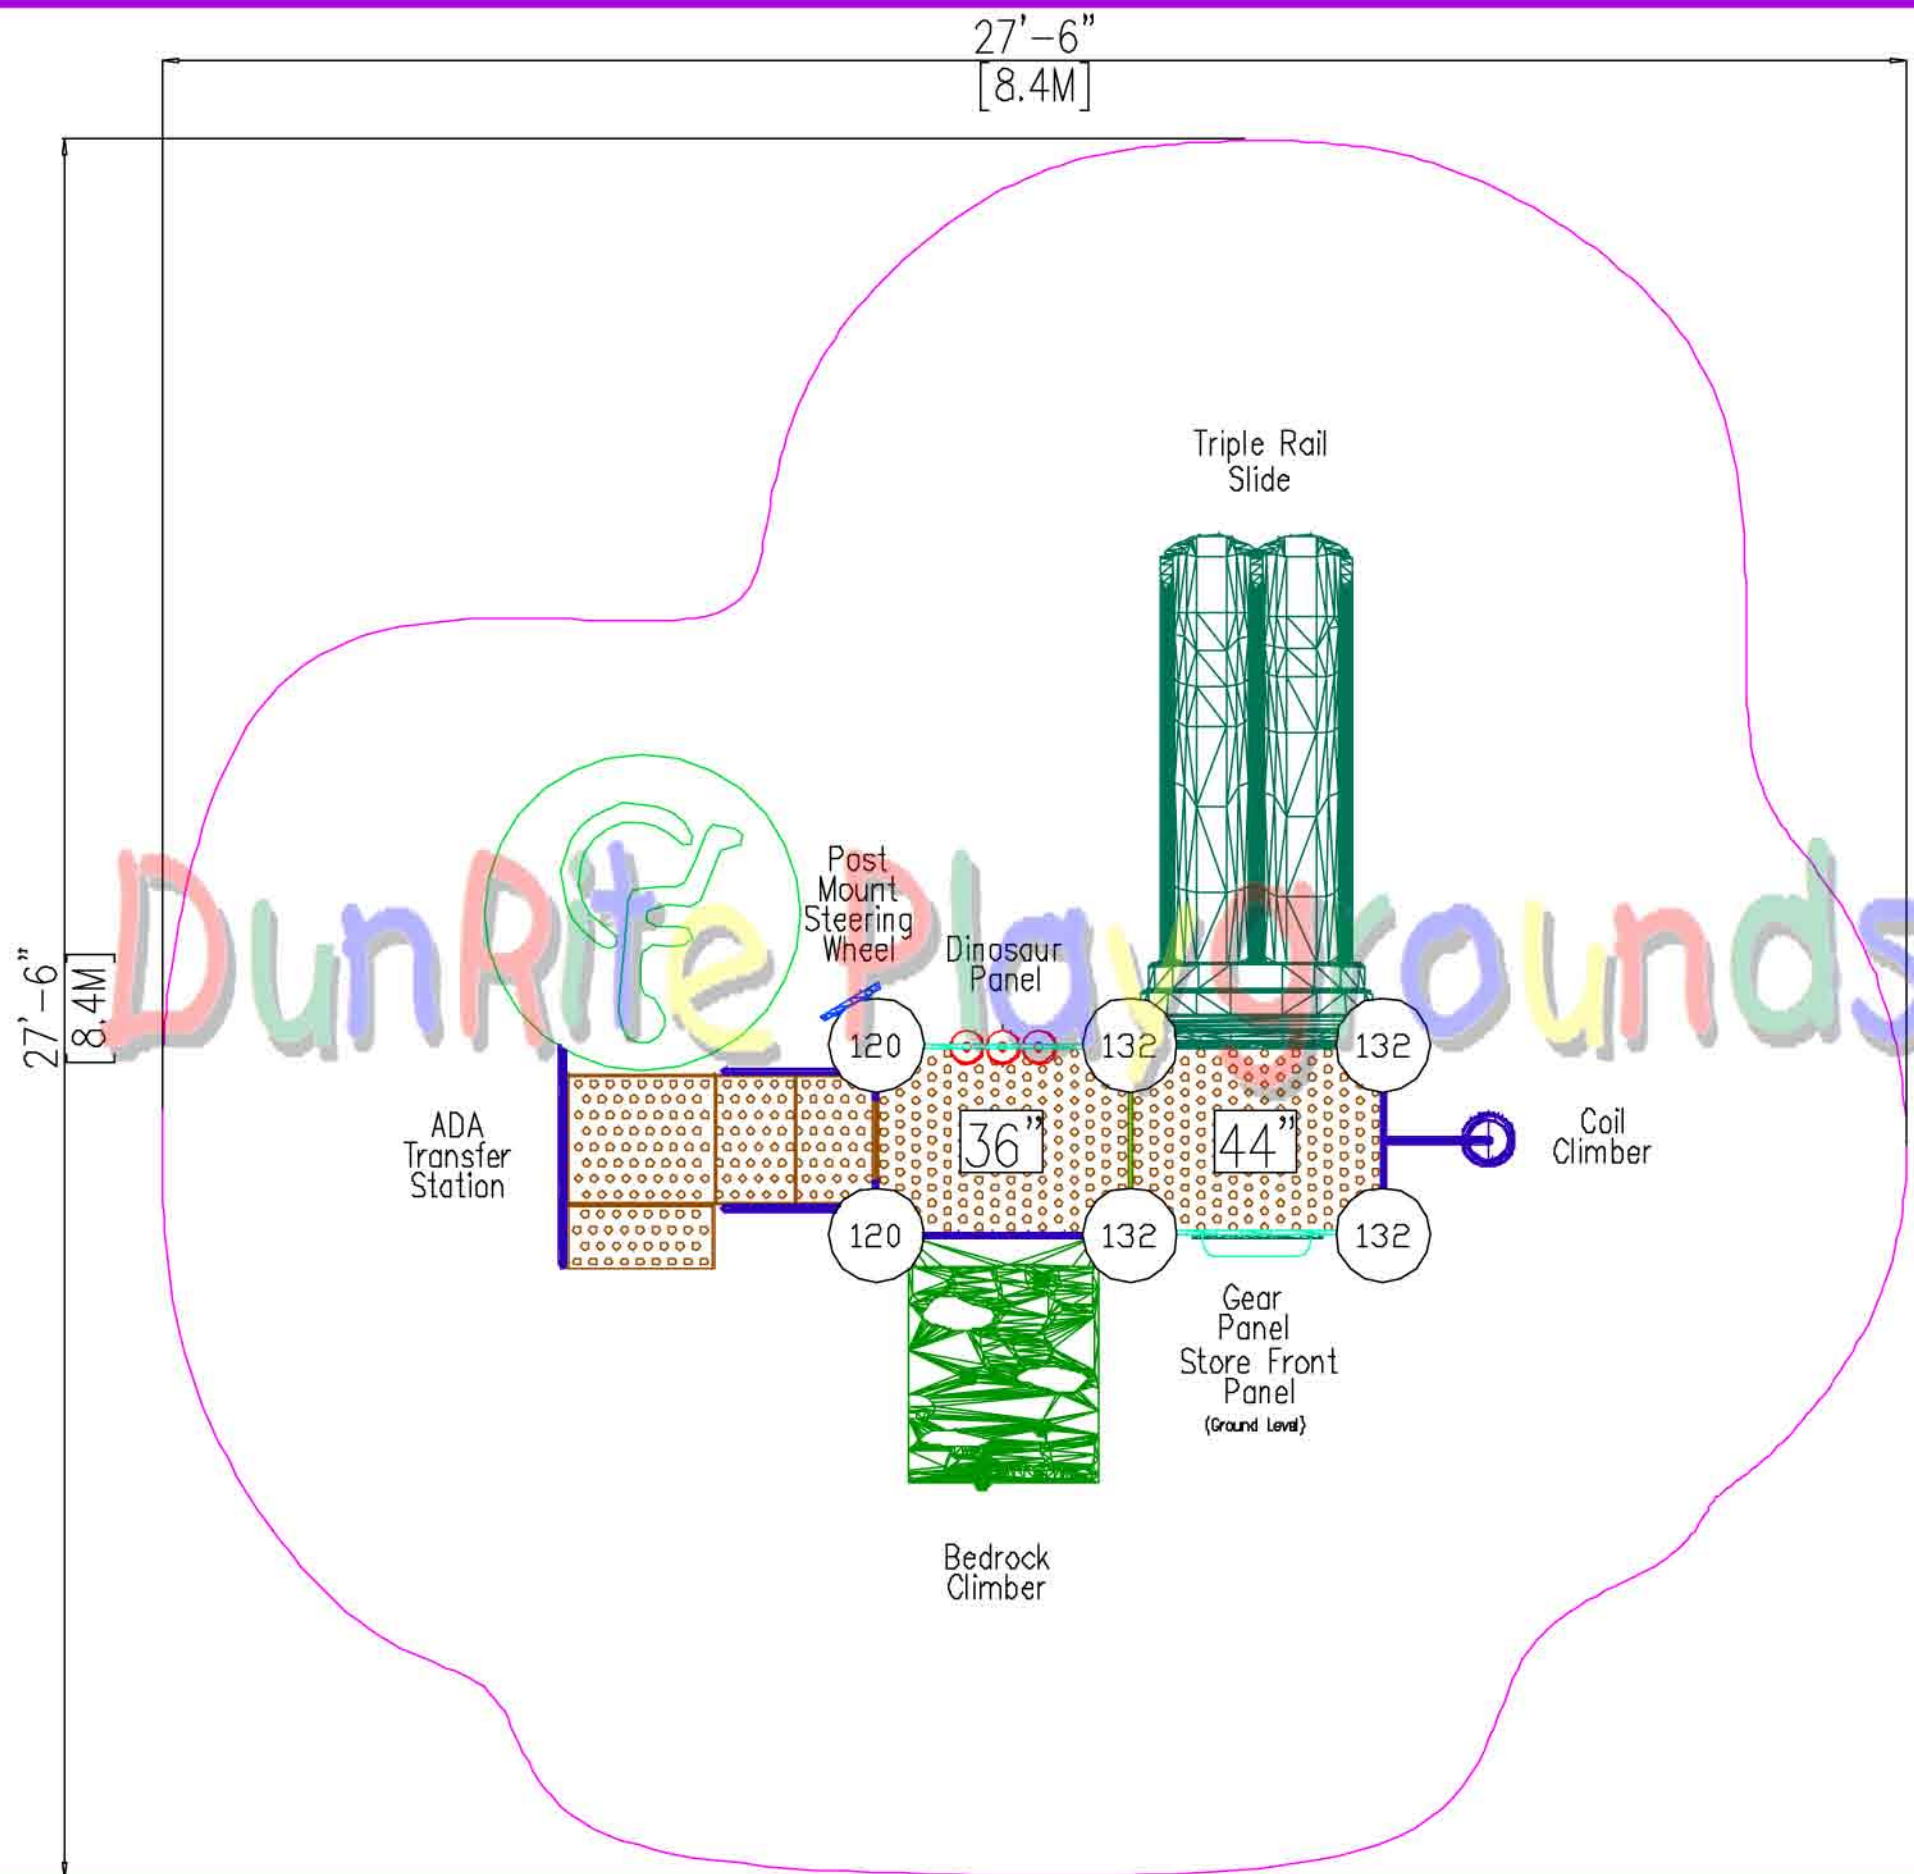 27'-6"
[8.4M]
Triple Rail
Slide
Post
Mount
Steering
Wheel
Dinosaur
Panel
DunRite Playgrounds
27'-6"
[8.4M]
120
132
132
ADA
Transfer
Station
36"
44"
Coil
Climber
120
132
132
Gear
Panel
Store Front
Panel
(Ground Level)
Bedrock
Climber